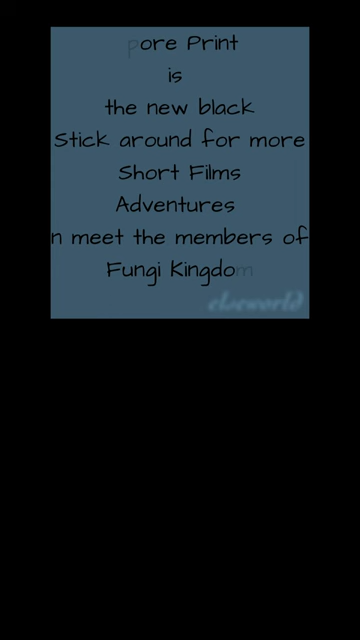 pore Print
is
the new black
Stick around for more
Short Films
Adventures
n meet the members of
Fungi Kingdom
elseworld